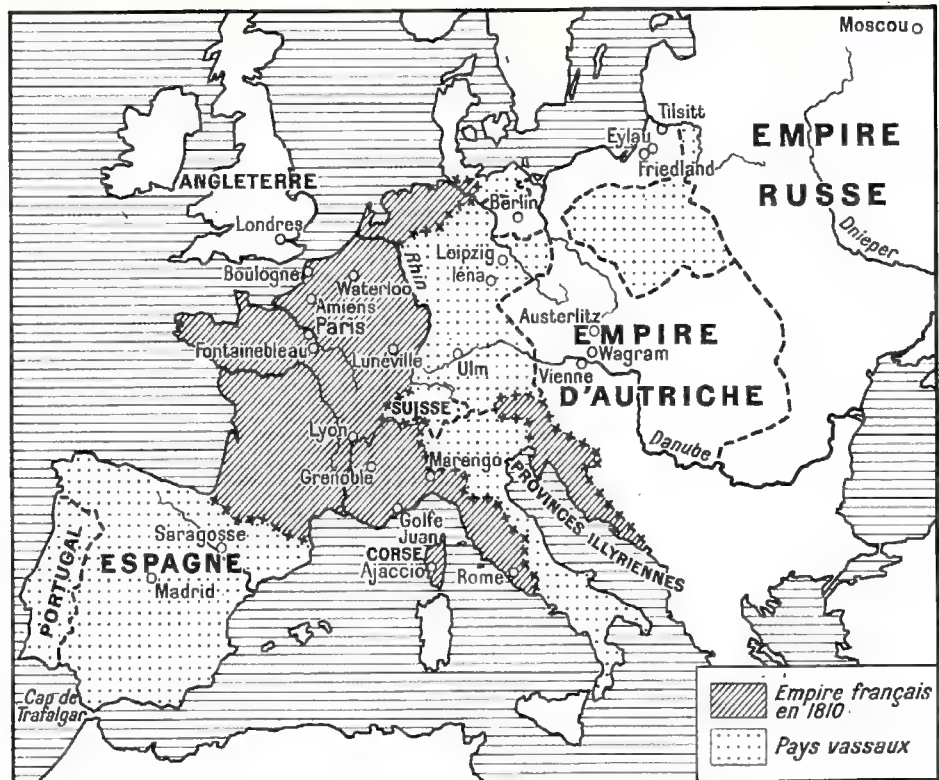 Moscou
Tilsitt
Eylau
Friedland
EMPIRE
RUSSE
Dnieper
ANGLETERRE
Londres
Berlin
Leipzig
Iéna
Rhin
Boulogne
Waterloo
Amiens
Paris
Fontainebleau
Lunéville
Austerlitz
EMPIRE
Wagram
Ulm
Vienne
D'AUTRICHE
SUISSE
Danube
Lyon
Grenoble
Marengo
PROVINCES ILLYRIENNES
Golfe
Juan
CORSE
Ajaccio
Rome
Saragosse
ESPAGNE
Madrid
PORTUGAL
Cap de
Trafalgar
Empire français
en 1810
Pays vassaux